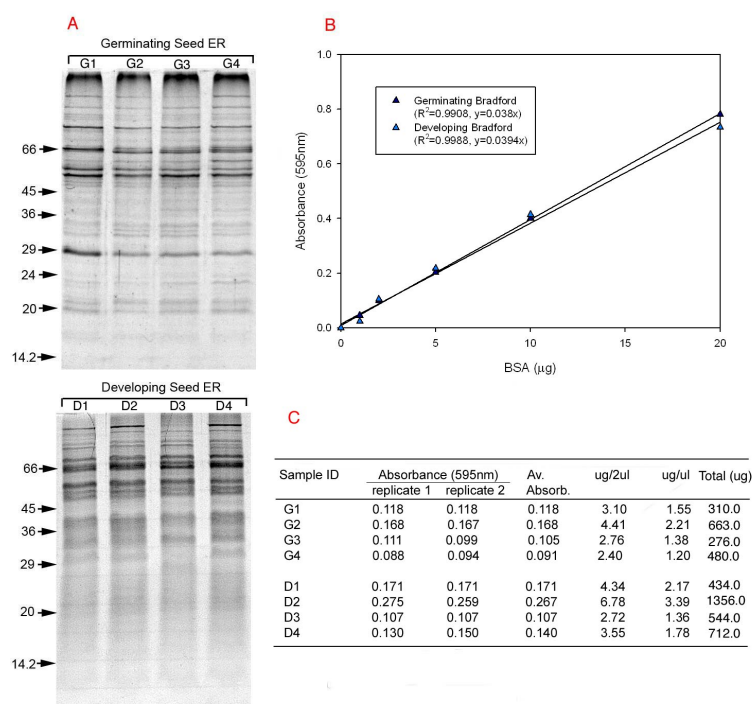 A
Germinating Seed ER
G1 G2 G3 G4
66
45
36
29
24
20
14.2
Developing Seed ER
D1 D2 D3 D4
66
45
36
29
20
14.2
B
1.0
0.8
0.6
0.4
0.2
0.0
Absorbance (595nm)
Germinating Bradford
(R²=0.9908, y=0.038x)
Developing Bradford
(R²=0.9988, y=0.0394x)
0 5 10 15 20
BSA (µg)
C
Sample ID Absorbance (595nm) Av. ug/2ul ug/ul Total (ug)
replicate 1 replicate 2 Absorb.
G1 0.118 0.118 0.118 3.10 1.55 310.0
G2 0.168 0.167 0.168 4.41 2.21 663.0
G3 0.111 0.099 0.105 2.76 1.38 276.0
G4 0.088 0.094 0.091 2.40 1.20 480.0
D1 0.171 0.171 0.171 4.34 2.17 434.0
D2 0.275 0.259 0.267 6.78 3.39 1356.0
D3 0.107 0.107 0.107 2.72 1.36 544.0
D4 0.130 0.150 0.140 3.55 1.78 712.0